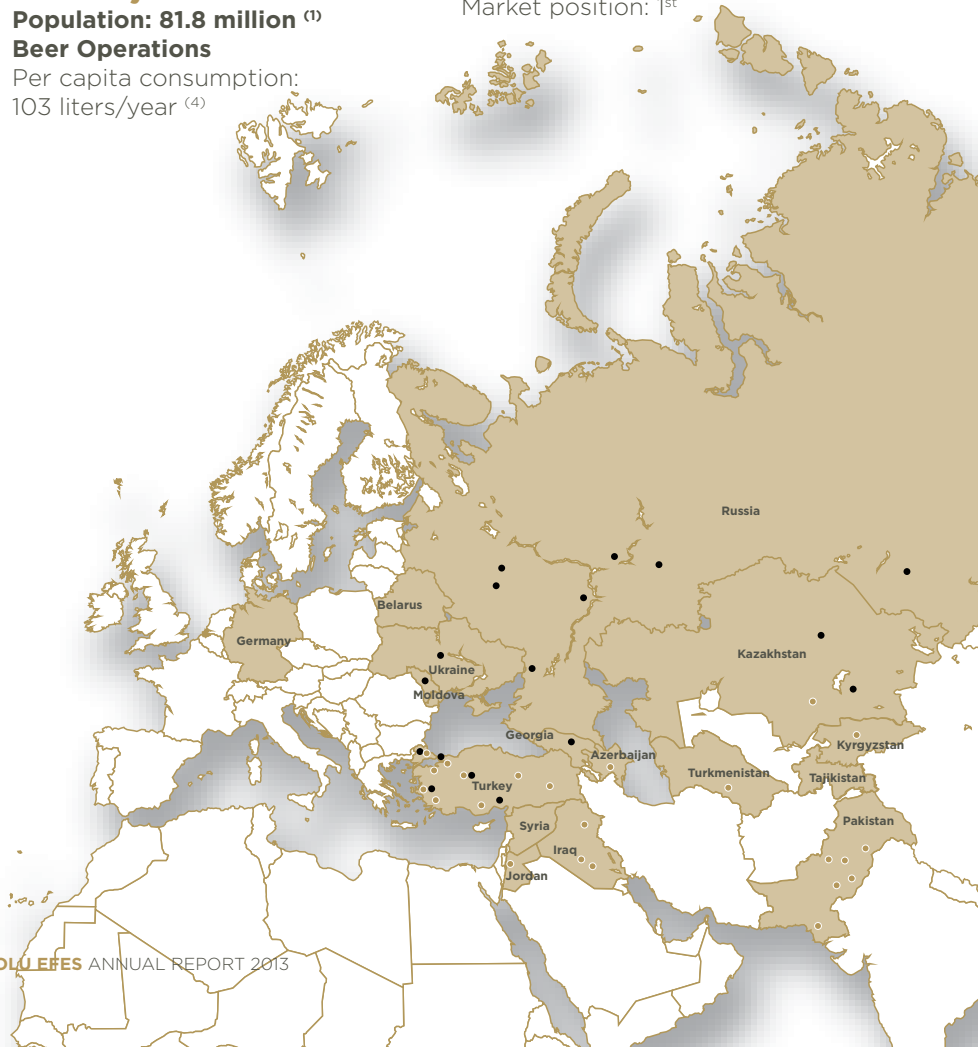 Population: 81.8 million (1)
Beer Operations
Per capita consumption:
103 liters/year (4)
Market position: 1st
Russia
Belarus
Germany
Ukraine
Kazakhstan
Moldova
Georgia
Azerbaijan
Kyrgyzstan
Turkmenistan
Tajikistan
Turkey
Pakistan
Syria
Iraq
Jordan
EFES ANNUAL REPORT 2013